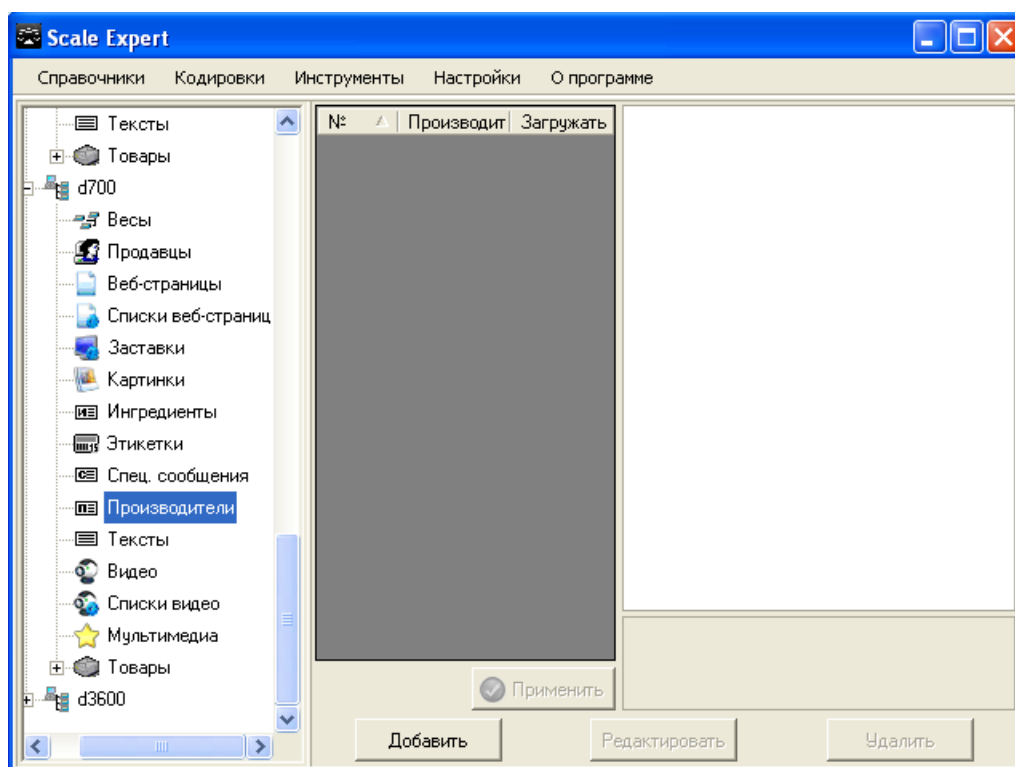 Scale Expert
Справочники Кодировки Инструменты Настройки О программе
Тексты
Товары
d700
Весы
Продавцы
Веб-страницы
Списки веб-страниц
Заставки
Картинки
Ингредиенты
Этикетки
Спец. сообщения
Производители
Тексты
Видео
Списки видео
Мультимедиа
Товары
d3600
№ Производит Загружать
Применить
Добавить Редактировать Удалить